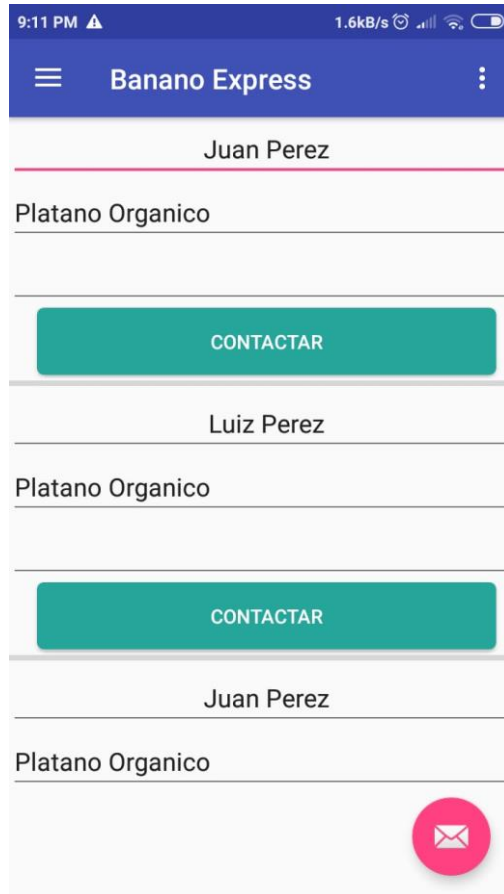 9:11 PM 1.6kB/s
Banano Express
Juan Perez
Platano Organico
CONTACTAR
Luiz Perez
Platano Organico
CONTACTAR
Juan Perez
Platano Organico